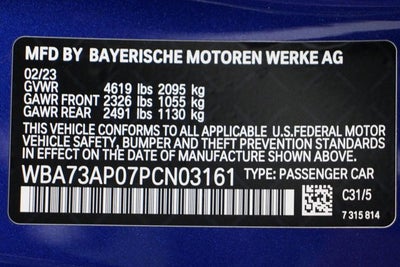 MFD BY BAYERISCHE MOTOREN WERKE AG
02/23
GVWR 4619 lbs 2095 kg
GAWR FRONT 2326 lbs 1055 kg
GAWR REAR 2491 lbs 1130 kg
THIS VEHICLE CONFORMS TO ALL APPLICABLE U.S.FEDERAL MOTOR
VEHICLE SAFETY, BUMPER AND THEFT PREVENTION STANDARDS
IN EFFECT ON THE DATE OF MANUFACTURE SHOWN ABOVE.
WBA73AP07PCN03161 TYPE: PASSENGER CAR
C31/5
7 315 814